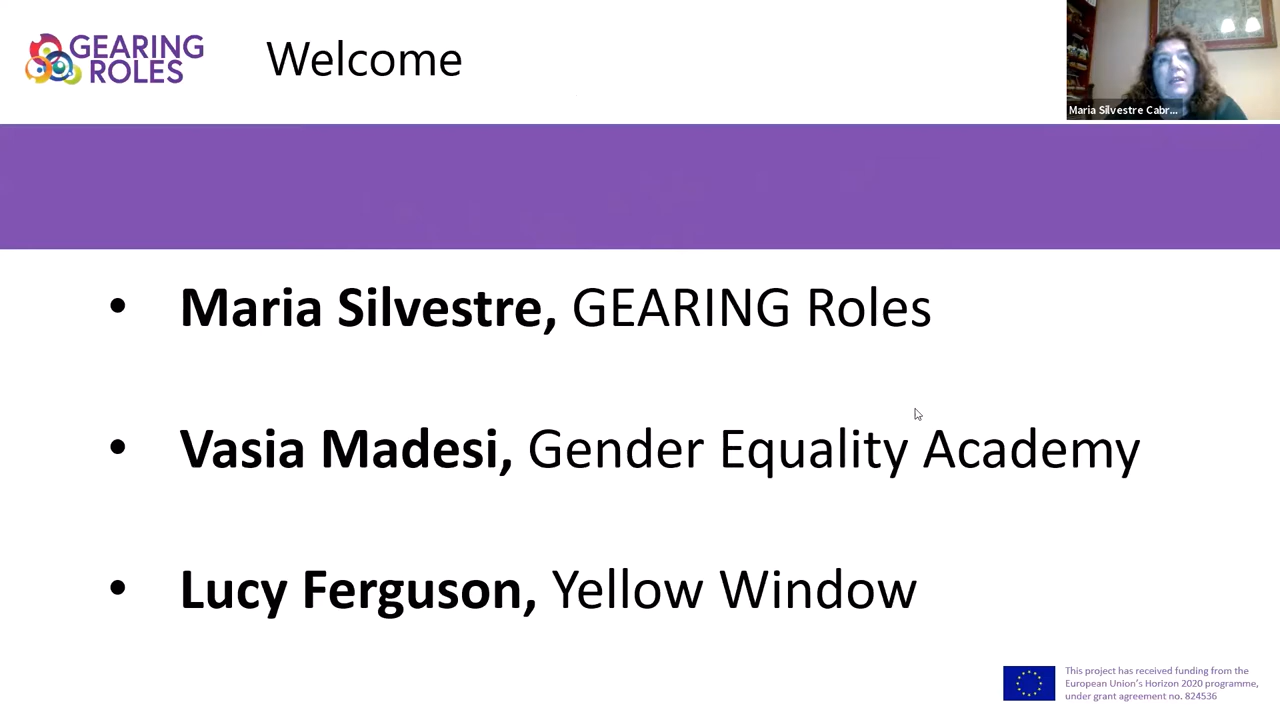 GEARING
ROLES
Welcome
Maria Silvestre Cabr...
• Maria Silvestre, GEARING Roles
• Vasia Madesi, Gender Equality Academy
• Lucy Ferguson, Yellow Window
This project has received funding from the
European Union's Horizon 2020 programme,
under grant agreement no. 824536